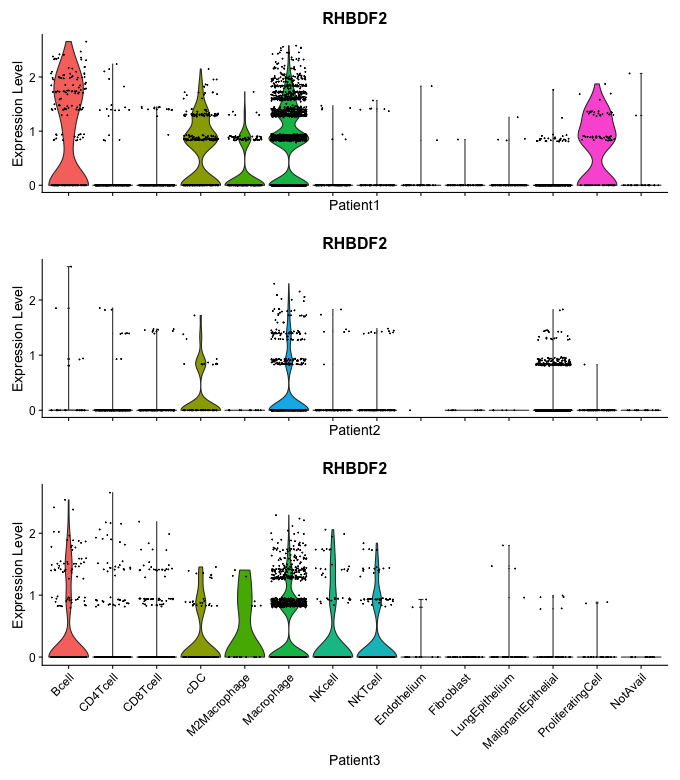 RHBDF2
Expression Level
2
1
0
Patient1
RHBDF2
Expression Level
2
1
0
Patient2
RHBDF2
Expression Level
2
1
0
Bcell
CD4Tcell
CD8Tcell
cDC
M2Macrophage
Macrophage
NKcell
NKTcell
Endothelium
Fibroblast
LungEpithelium
MalignantEpithelial
ProliferatingCell
NotAvail
Patient3